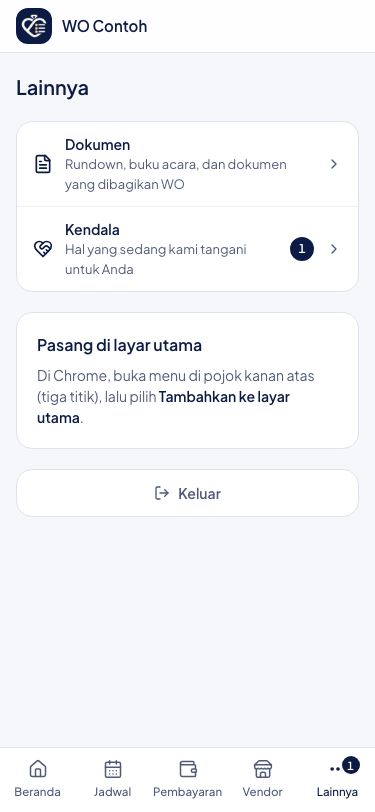 WO Contoh
Lainnya
Dokumen
Rundown, buku acara, dan dokumen
yang dibagikan WO
Kendala
Hal yang sedang kami tangani
untuk Anda
1
Pasang di layar utama
Di Chrome, buka menu di pojok kanan atas
(tiga titik), lalu pilih Tambahkan ke layar
utama.
Keluar
1
Beranda
Jadwal
Pembayaran
Vendor
Lainnya